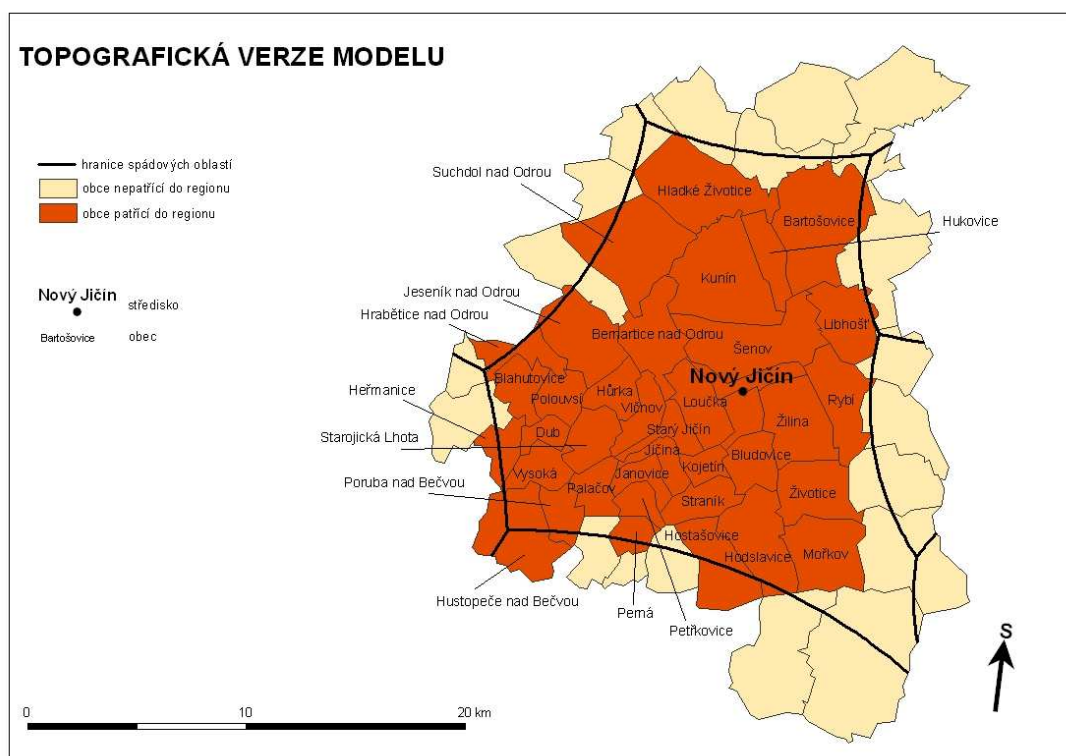 TOPOGRAFICKÁ VERZE MODELU
hranice spádových oblastí
obce nepatřící do regionu
obce patřící do regionu
Nový Jičín
středisko
Bartošovice
obec
Suchdol nad Odrou
Hladké Životice
Bartošovice
Hukovice
Kunín
Jeseník nad Odrou
Hrabětice nad Odrou
Bernartice nad Odrou
Libhošť
Šenov
Nový Jičín
Blahutovice
Polouvsí
Hůrka
Vlčnov
Loučka
Rybí
Heřmanice
Žilina
Starojická Lhota
Dub
Starý Jičín
Jičina
Bludovice
Vysoká
Janovice
Kojetín
Poruba nad Bečvou
Palačov
Životice
Straník
Hostašovice
Hodslavice
Mořkov
Hustopeče nad Bečvou
Perná
Petřkovice
S
0
10
20 km